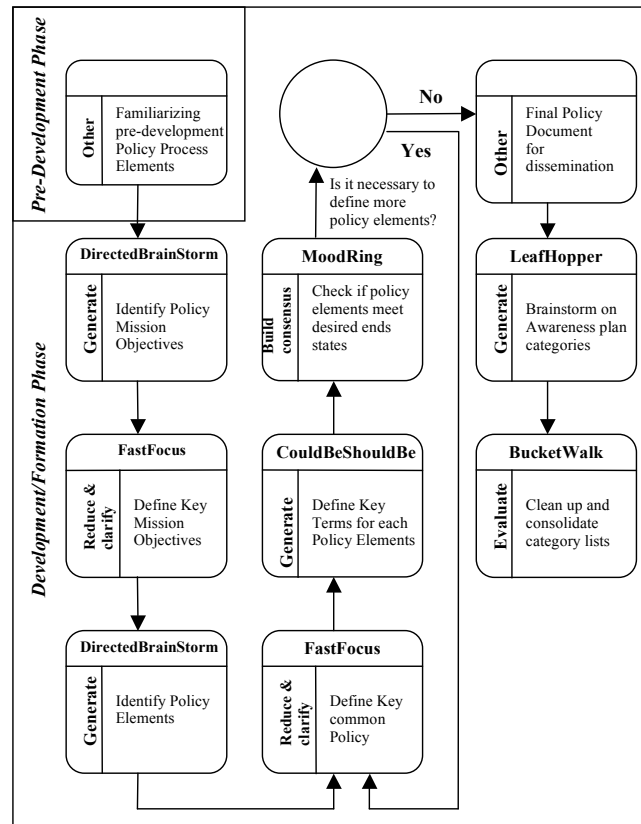 Pre-Development Phase
Other
Familiarizing
pre-development
Policy Process
Elements
Development/Formation Phase
DirectedBrainStorm
Generate
Identify Policy
Mission
Objectives
FastFocus
Reduce &
clarify
Define Key
Mission
Objectives
DirectedBrainStorm
Generate
Identify Policy
Elements
FastFocus
Reduce &
clarify
Define Key
common
Policy
CouldBeShouldBe
Generate
Define Key
Terms for each
Policy Elements
MoodRing
Build
consensus
Check if policy
elements meet
desired ends
states
Is it necessary to
define more
policy elements?
No
Yes
Other
Final Policy
Document
for
dissemination
LeafHopper
Generate
Brainstorm on
Awareness plan
categories
BucketWalk
Evaluate
Clean up and
consolidate
category lists